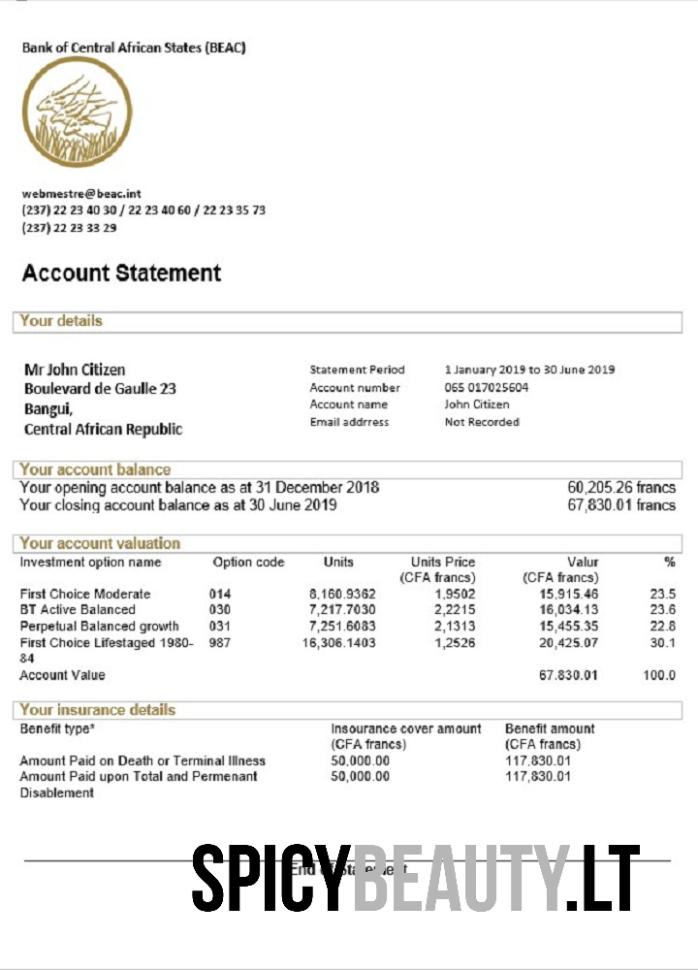 Bank of Central African States (BEAC)
webmestre@beac.int
(237) 22 23 40 30 / 22 23 40 60 / 22 23 35 73
(237) 22 23 33 29
Account Statement
Your details
Mr John Citizen
Boulevard de Gaulle 23
Bangui,
Central African Republic
Statement Period 1 January 2019 to 30 June 2019
Account number 065 017025604
Account name John Citizen
Email addrress Not Recorded
Your account balance
Your opening account balance as at 31 December 2018 60,205.26 francs
Your closing account balance as at 30 June 2019 67,830.01 francs
Your account valuation
Investment option name Option code Units Units Price Valur %
(CFA francs) (CFA francs)
First Choice Moderate 014 8,160.9362 1,9502 15,915.46 23.5
BT Active Balanced 030 7,217.7030 2,2215 16,034.13 23.6
Perpetual Balanced growth 031 7,251.6083 2,1313 15,455.35 22.8
First Choice Lifestaged 1980- 987 16,306.1403 1,2526 20,425.07 30.1
84
Account Value 67.830.01 100.0
Your insurance details
Benefit type* Insourance cover amount Benefit amount
(CFA francs) (CFA francs)
Amount Paid on Death or Terminal Illness 50,000.00 117,830.01
Amount Paid upon Total and Permenant 50,000.00 117,830.01
Disablement
End of Statement
SPICYBEAUTY.LT